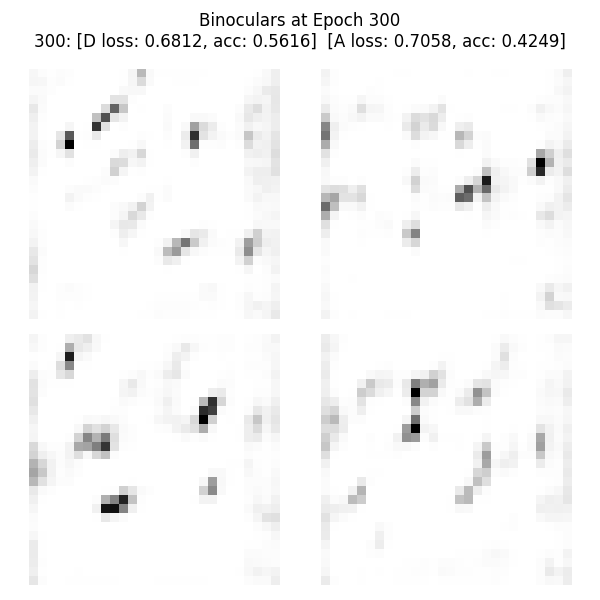 Binoculars at Epoch 300
300: [D loss: 0.6812, acc: 0.5616]  [A loss: 0.7058, acc: 0.4249]